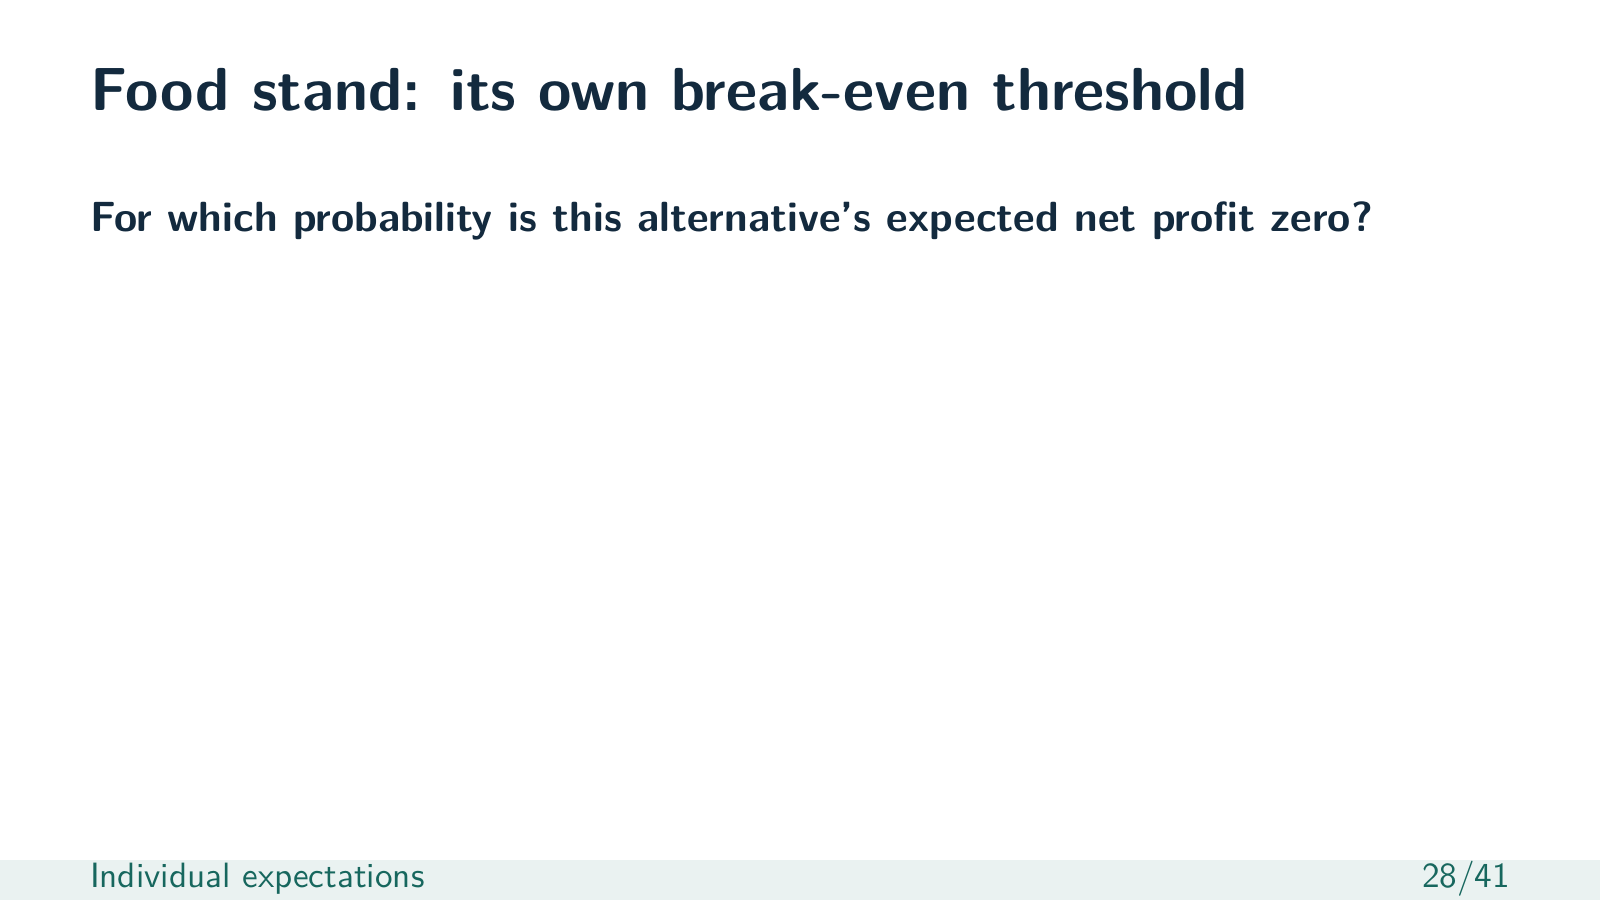 Food stand: its own break-even threshold
For which probability is this alternative's expected net profit zero?
Individual expectations
28/41